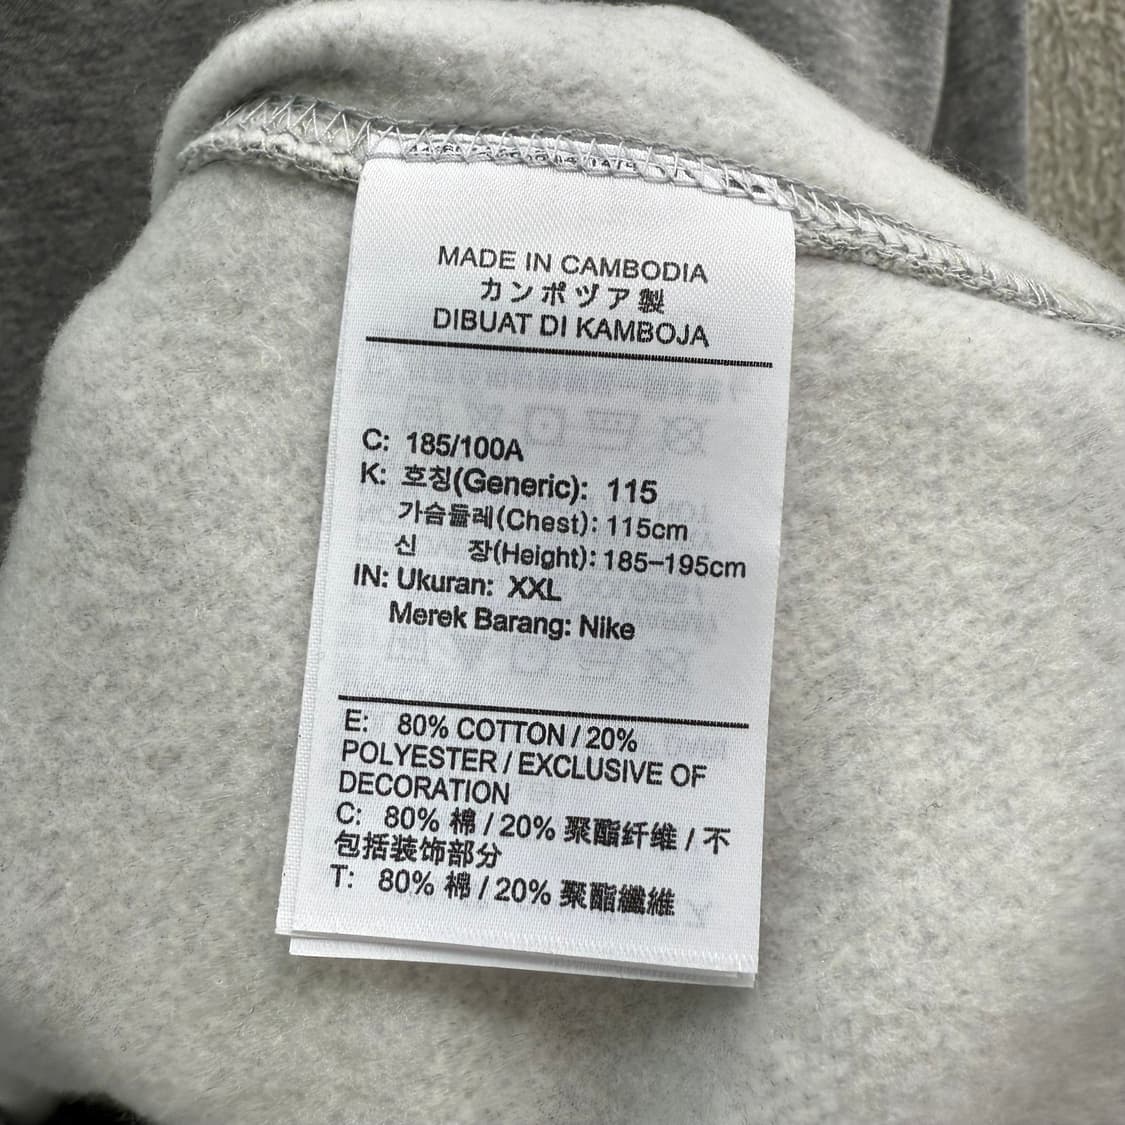 MADE IN CAMBODIA
カンボヅア製
DIBUAT DI KAMBOJA
C: 185/100A
K: 호칭(Generic): 115
가슴둘레(Chest): 115cm
신 장(Height): 185-195cm
IN: Ukuran: XXL
Merek Barang: Nike
E: 80% COTTON / 20%
POLYESTER / EXCLUSIVE OF
DECORATION
C: 80% 棉 / 20% 聚酯纤维 / 不
包括装饰部分
T: 80% 棉 / 20% 聚酯纖維